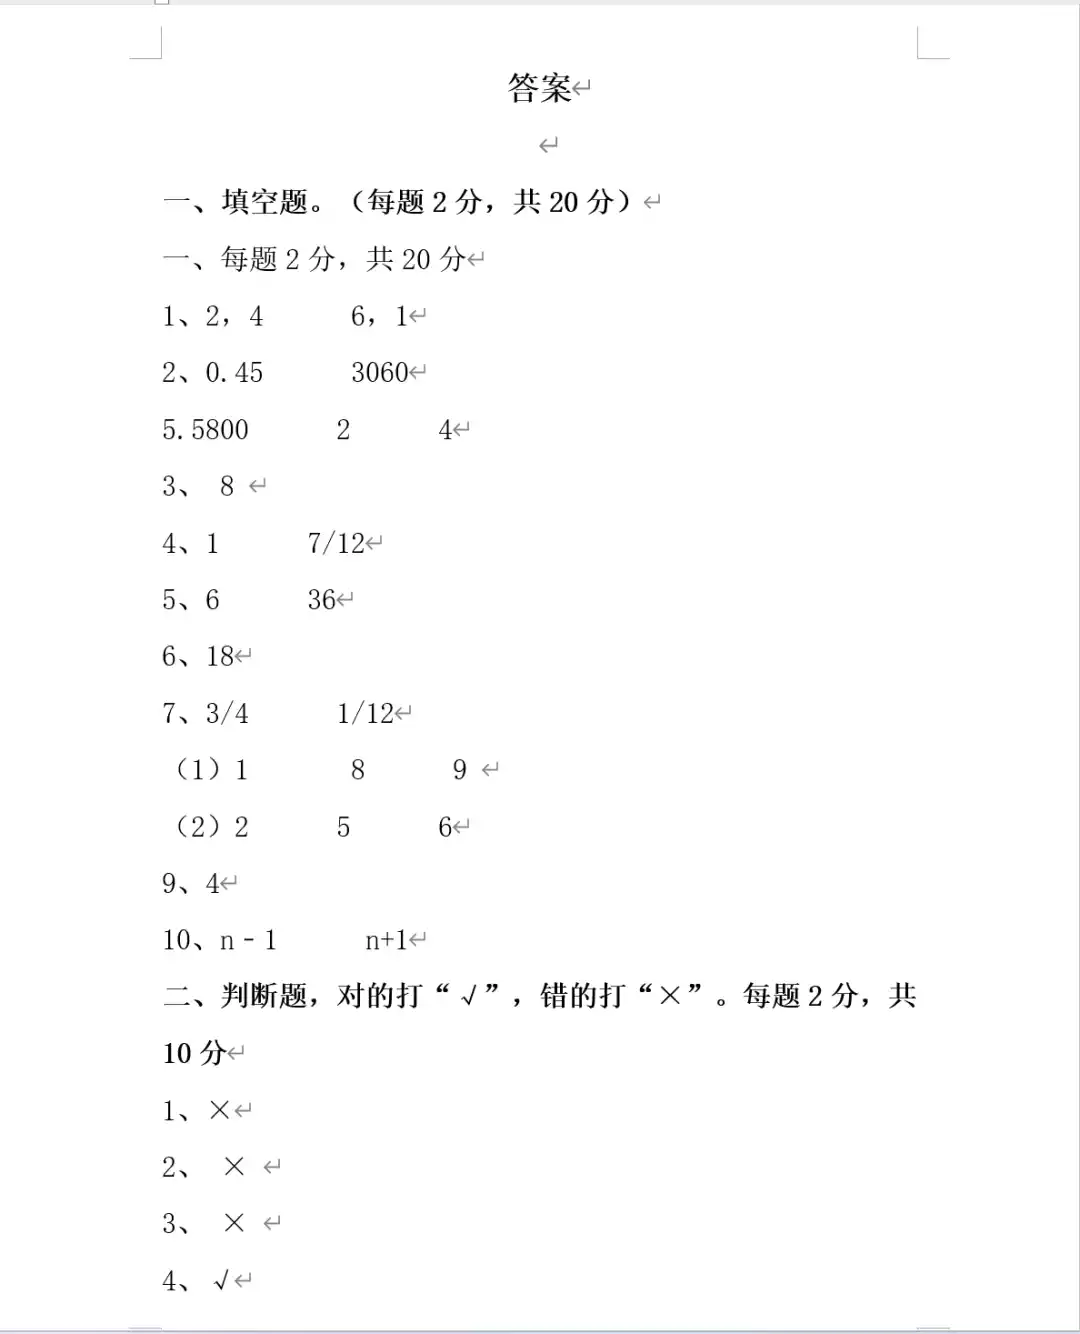 答案
一、填空题。（每题 2 分，共 20 分）
一、每题 2 分，共 20 分
1、2，4 6，1
2、0.45 3060
5.5800 2 4
3、 8
4、1 7/12
5、6 36
6、18
7、3/4 1/12
（1）1 8 9
（2）2 5 6
9、4
10、n﹣1 n+1
二、判断题，对的打“√”，错的打“×”。每题 2 分，共
10 分
1、×
2、 ×
3、 ×
4、√